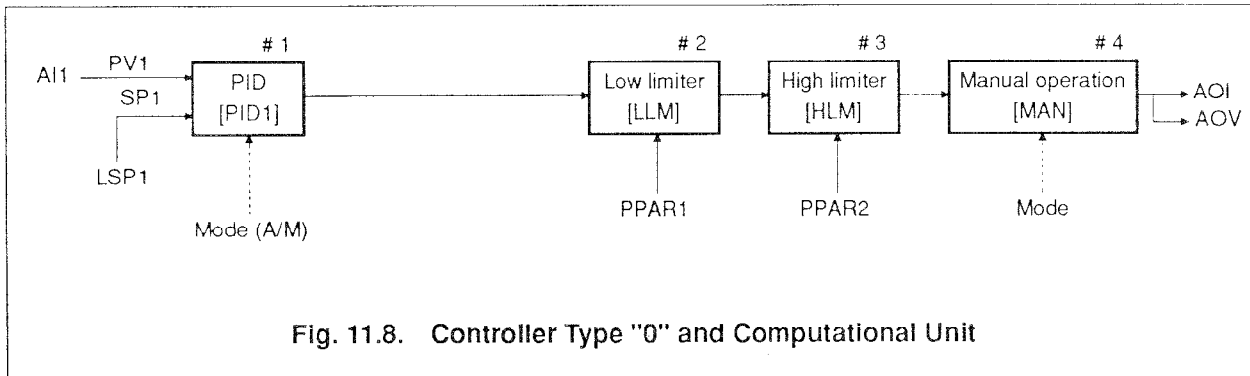 # 1
# 2
# 3
# 4
AI1
PV1
SP1
LSP1
PID
[PID1]
Mode (A/M)
Low limiter
[LLM]
PPAR1
High limiter
[HLM]
PPAR2
Manual operation
[MAN]
Mode
AOI
AOV
Fig. 11.8. Controller Type "0" and Computational Unit